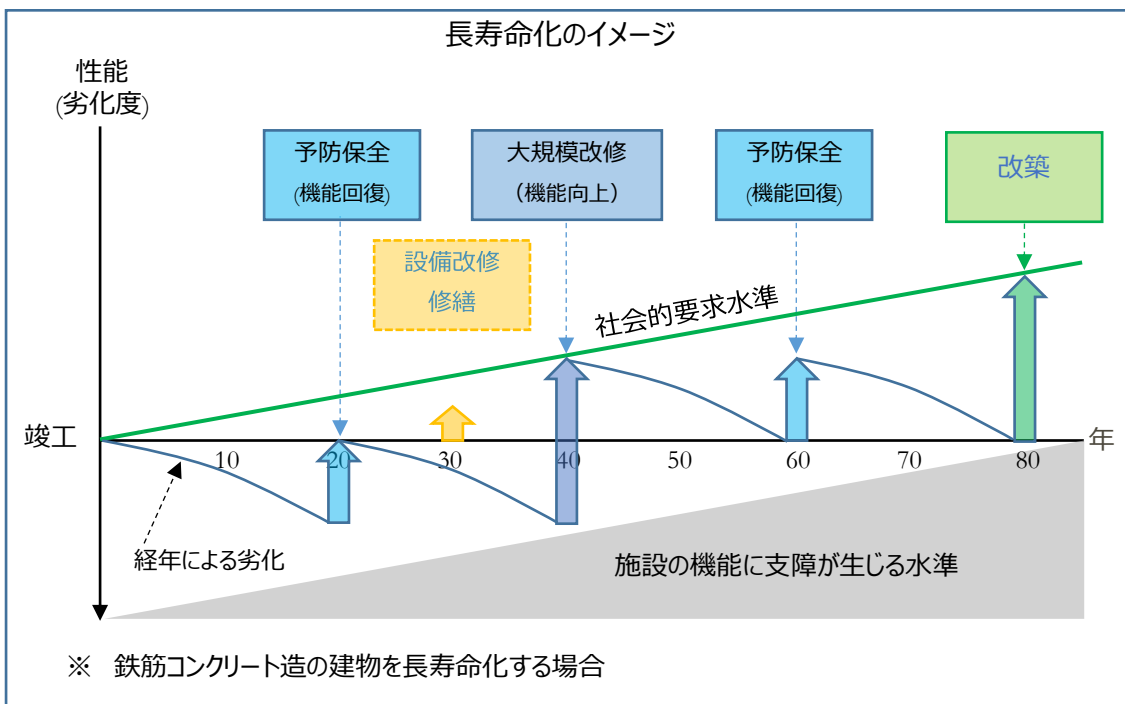 長寿命化のイメージ
性能
(劣化度)
予防保全
(機能回復)
大規模改修
（機能向上）
予防保全
(機能回復)
改築
設備改修
修繕
社会的要求水準
竣工
10
20
30
40
50
60
70
80
年
経年による劣化
施設の機能に支障が生じる水準
※　鉄筋コンクリート造の建物を長寿命化する場合